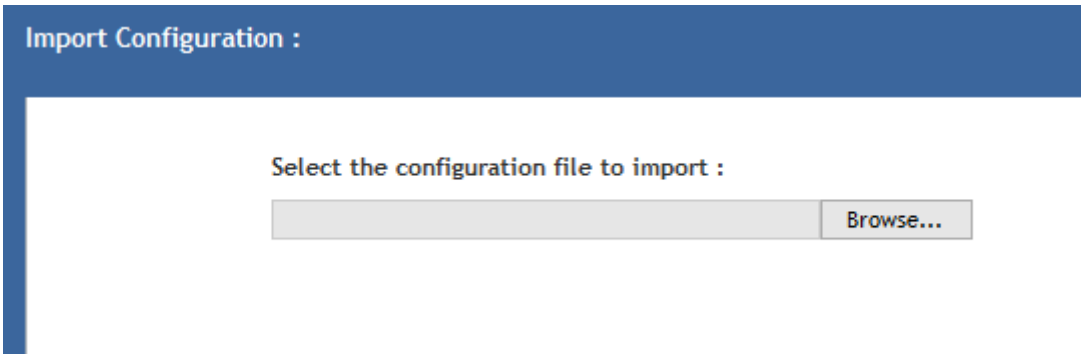 Import Configuration :
Select the configuration file to import :
Browse...